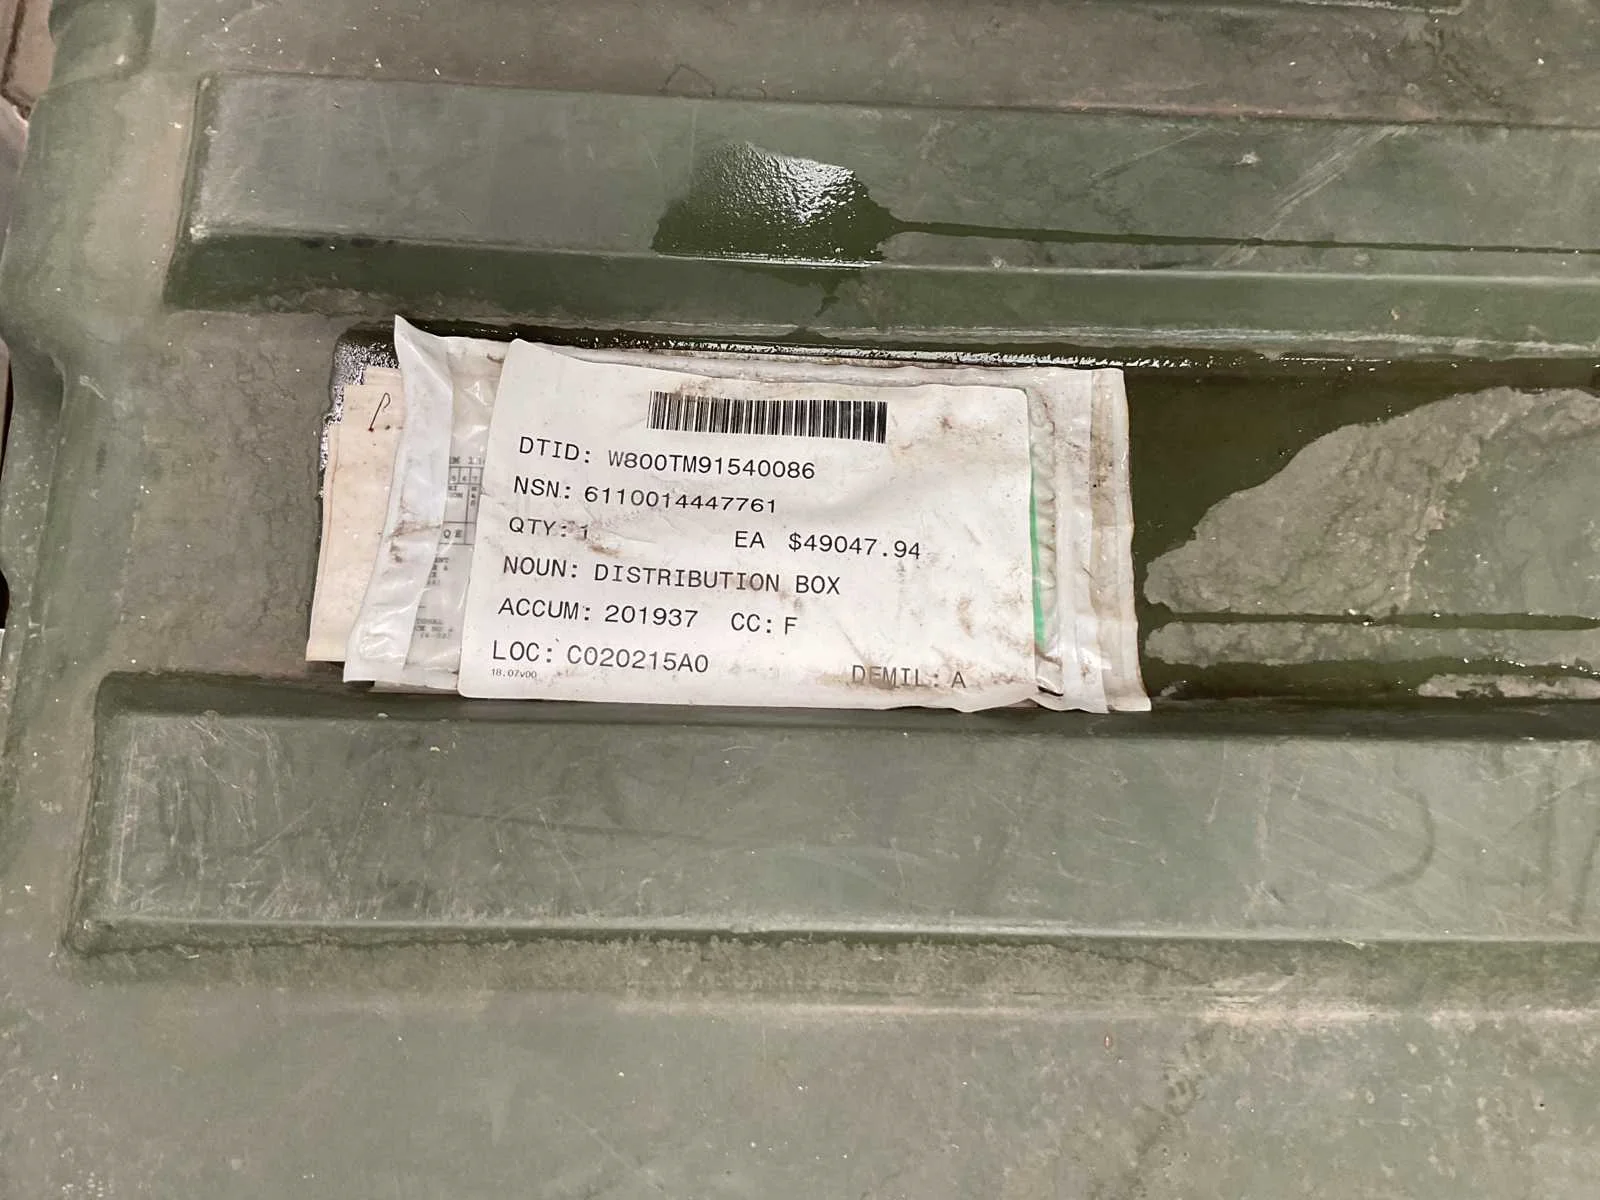 DTID: W800TM91540086
NSN: 6110014447761
QTY: 1 EA $49047.94
NOUN: DISTRIBUTION BOX
ACCUM: 201937 CC: F
LOC: C020215A0
18.07v00 DEMIL: A
QE